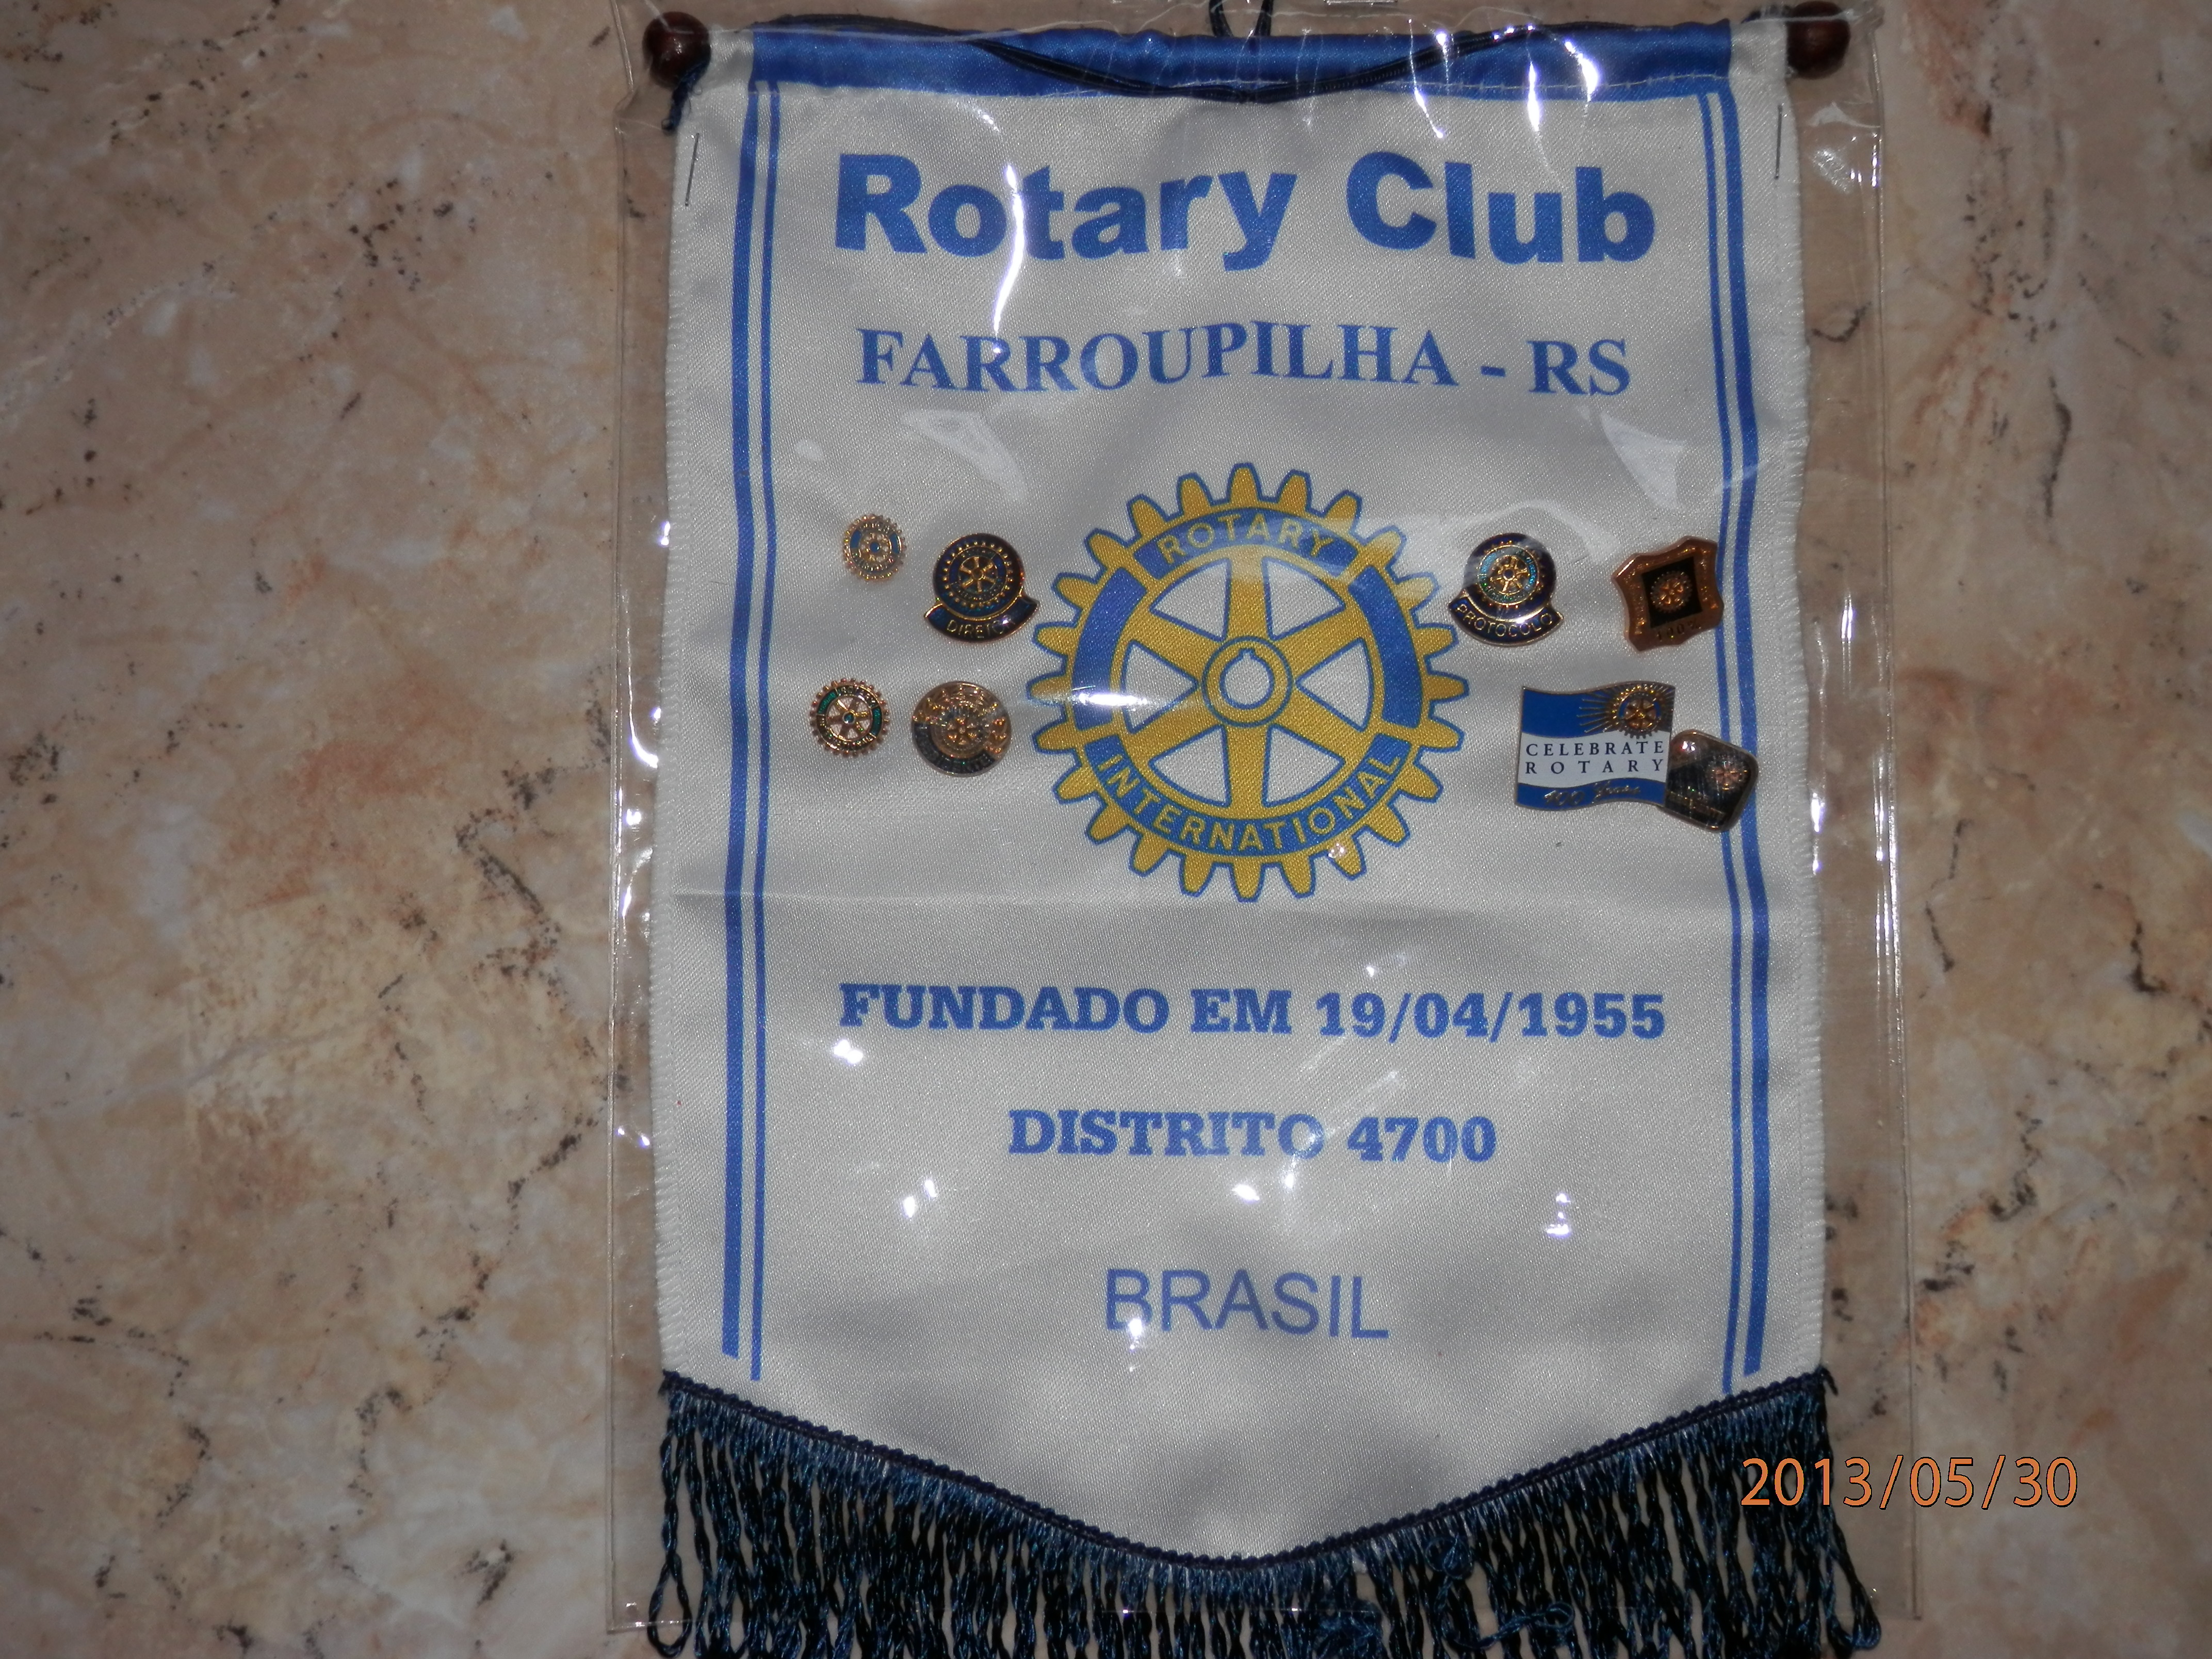 Rotary Club
FARROUPILHA - RS
ROTARY
INTERNATIONAL
PROTOCOLO
CELEBRATE
ROTARY
FUNDADO EM 19/04/1955
DISTRITO 4700
BRASIL
2013/05/30